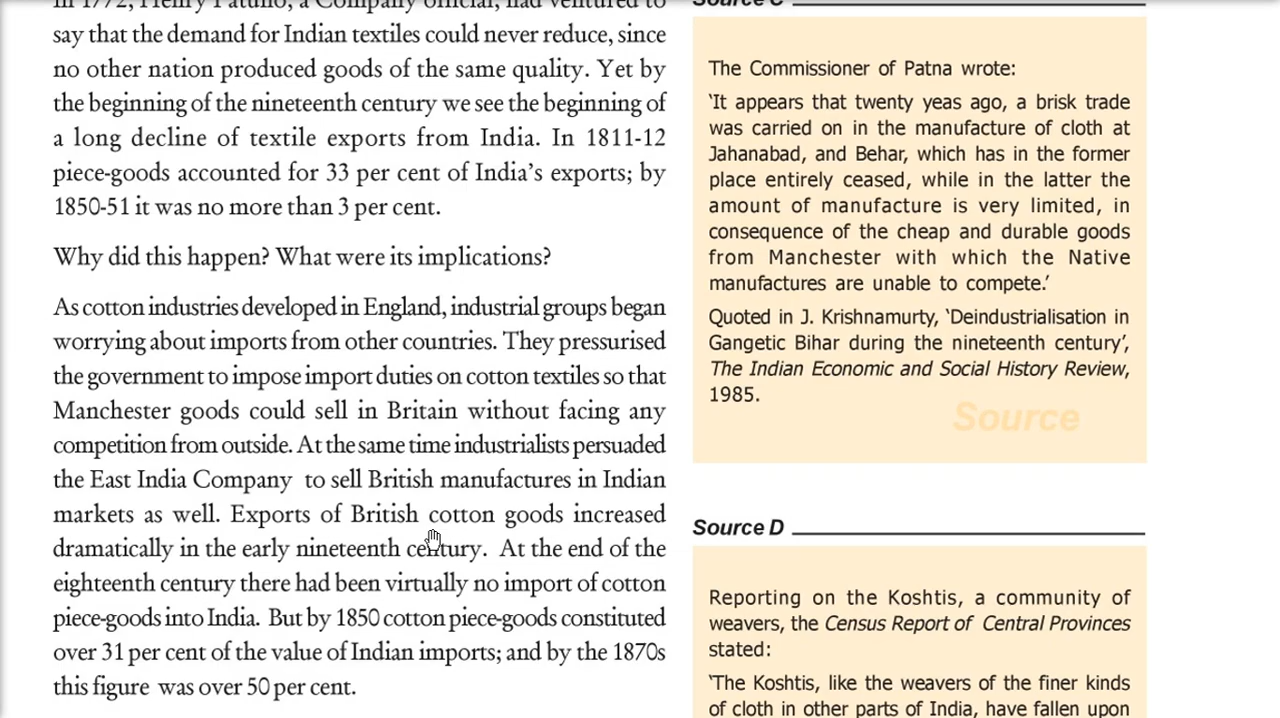 In 1772, Henry Patullo, a Company official, had ventured to
say that the demand for Indian textiles could never reduce, since
no other nation produced goods of the same quality. Yet by
the beginning of the nineteenth century we see the beginning of
a long decline of textile exports from India. In 1811-12
piece-goods accounted for 33 per cent of India's exports; by
1850-51 it was no more than 3 per cent.
Why did this happen? What were its implications?
As cotton industries developed in England, industrial groups began
worrying about imports from other countries. They pressurised
the government to impose import duties on cotton textiles so that
Manchester goods could sell in Britain without facing any
competition from outside. At the same time industrialists persuaded
the East India Company to sell British manufactures in Indian
markets as well. Exports of British cotton goods increased
dramatically in the early nineteenth century. At the end of the
eighteenth century there had been virtually no import of cotton
piece-goods into India. But by 1850 cotton piece-goods constituted
over 31 per cent of the value of Indian imports; and by the 1870s
this figure was over 50 per cent.
Source C
The Commissioner of Patna wrote:
'It appears that twenty yeas ago, a brisk trade
was carried on in the manufacture of cloth at
Jahanabad, and Behar, which has in the former
place entirely ceased, while in the latter the
amount of manufacture is very limited, in
consequence of the cheap and durable goods
from Manchester with which the Native
manufactures are unable to compete.'
Quoted in J. Krishnamurty, 'Deindustrialisation in
Gangetic Bihar during the nineteenth century',
The Indian Economic and Social History Review,
1985.
Source
Source D
Reporting on the Koshtis, a community of
weavers, the Census Report of Central Provinces
stated:
'The Koshtis, like the weavers of the finer kinds
of cloth in other parts of India, have fallen upon